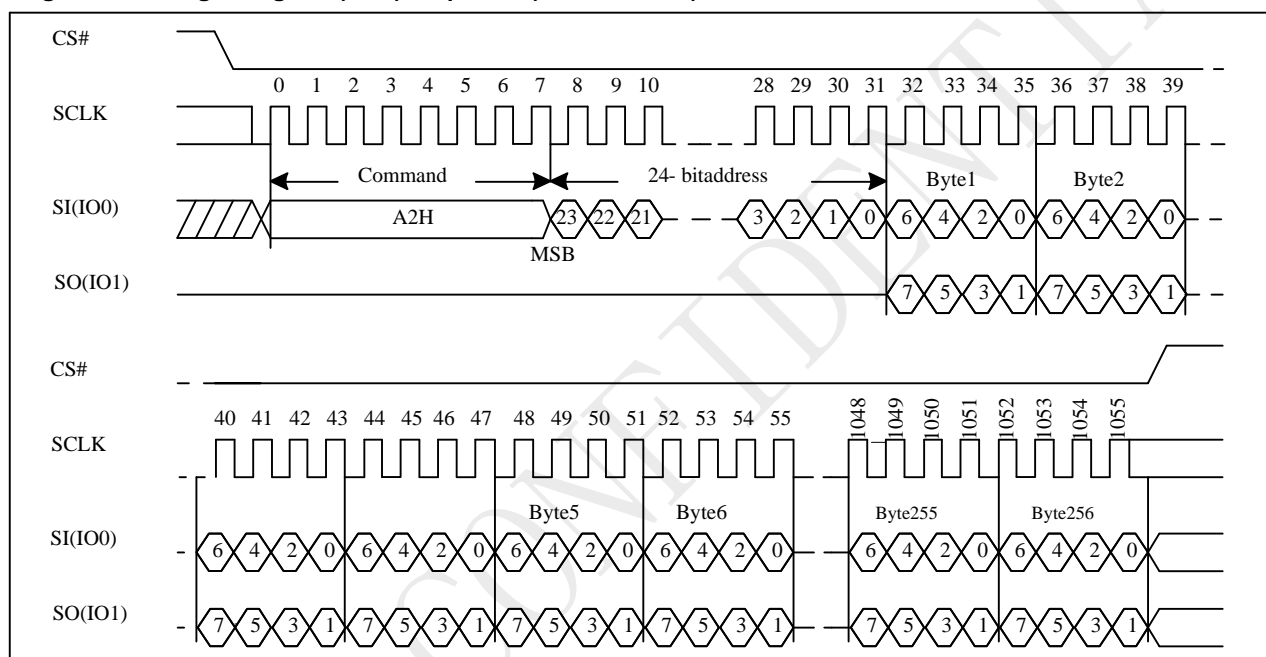 CS#
0 1 2 3 4 5 6 7 8 9 10 28 29 30 31 32 33 34 35 36 37 38 39
SCLK
Command 24- bitaddress Byte1 Byte2
SI(IO0) A2H 23 22 21 3 2 1 0 6 4 2 0 6 4 2 0
MSB
SO(IO1) 7 5 3 1 7 5 3 1
CS#
40 41 42 43 44 45 46 47 48 49 50 51 52 53 54 55 1048 1049 1050 1051 1052 1053 1054 1055
SCLK
Byte5 Byte6 Byte255 Byte256
SI(IO0) 6 4 2 0 6 4 2 0 6 4 2 0 6 4 2 0 6 4 2 0 6 4 2 0
SO(IO1) 7 5 3 1 7 5 3 1 7 5 3 1 7 5 3 1 7 5 3 1 7 5 3 1
CONFIDENTIA